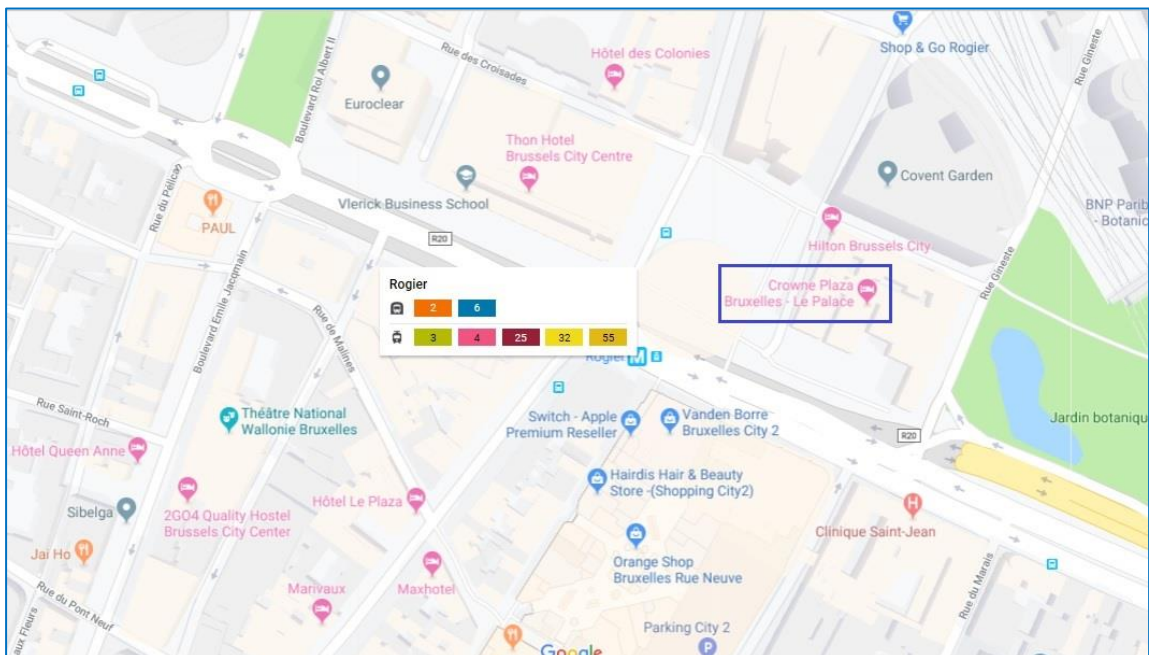 Shop & Go Rogier
Hôtel des Colonies
Rue des Croisades
Rue Gineste
Boulevard Roi Albert II
Euroclear
Thon Hotel
Brussels City Centre
Covent Garden
Vlerick Business School
BNP Parib
- Botanic
Rue du Pélican
PAUL
R20
Hilton Brussels City
Rogier
2 6
3 4 25 32 55
Crowne Plaza
Bruxelles - Le Palace
Rue Gineste
Boulevard Emile Jacqmain
Rue de Malines
Rogier
M
Rue Saint-Roch
Théâtre National
Wallonie Bruxelles
Switch - Apple
Premium Reseller
Vanden Borre
Bruxelles City 2
Jardin botaniqu
R20
Hôtel Queen Anne
Hairdis Hair & Beauty
Store -(Shopping City2)
Hôtel Le Plaza
Sibelga
2GO4 Quality Hostel
Brussels City Center
H
Clinique Saint-Jean
Jai Ho
Orange Shop
Bruxelles Rue Neuve
Marivaux
Maxhotel
Rue du Pont Neuf
Rue du Marais
aux Fleurs
Parking City 2
P
Google